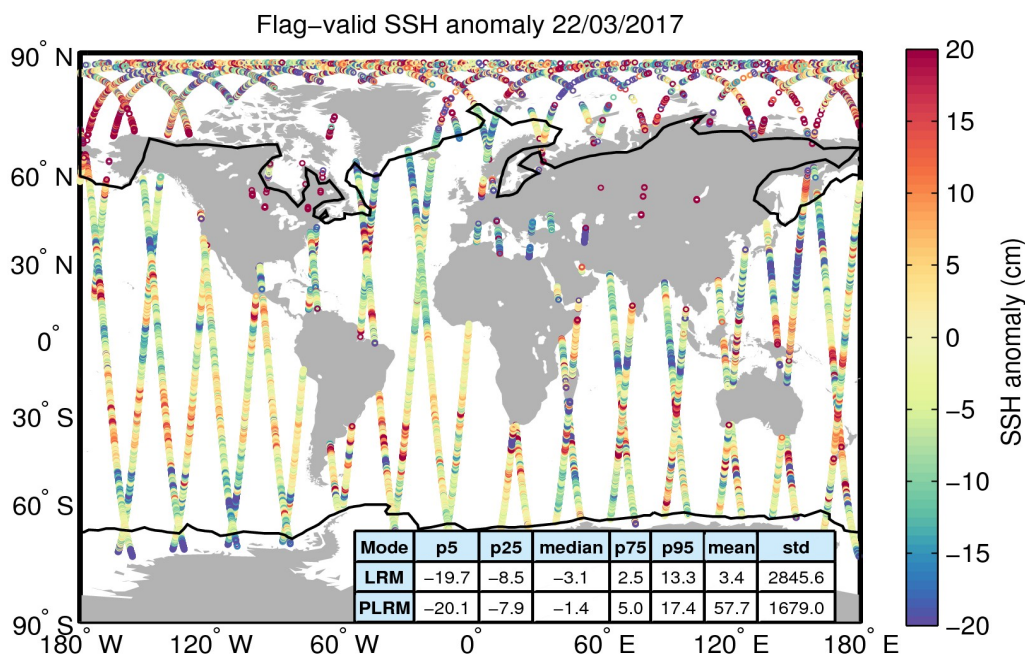 Flag−valid SSH anomaly 22/03/2017
90° N
60° N
30° N
0°
30° S
60° S
90° S
180° W
120° W
60° W
0°
60° E
120° E
180° E
Mode p5 p25 median p75 p95 mean std
LRM −19.7 −8.5 −3.1 2.5 13.3 3.4 2845.6
PLRM −20.1 −7.9 −1.4 5.0 17.4 57.7 1679.0
20
15
10
5
0
−5
−10
−15
−20
SSH anomaly (cm)